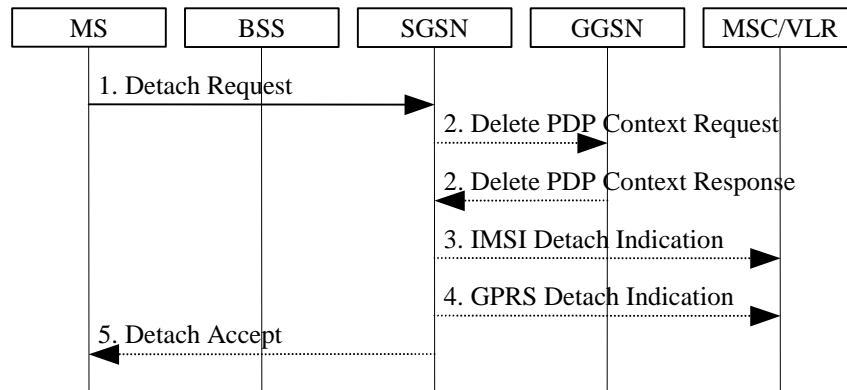 MS BSS SGSN GGSN MSC/VLR
1. Detach Request
2. Delete PDP Context Request
2. Delete PDP Context Response
3. IMSI Detach Indication
4. GPRS Detach Indication
5. Detach Accept